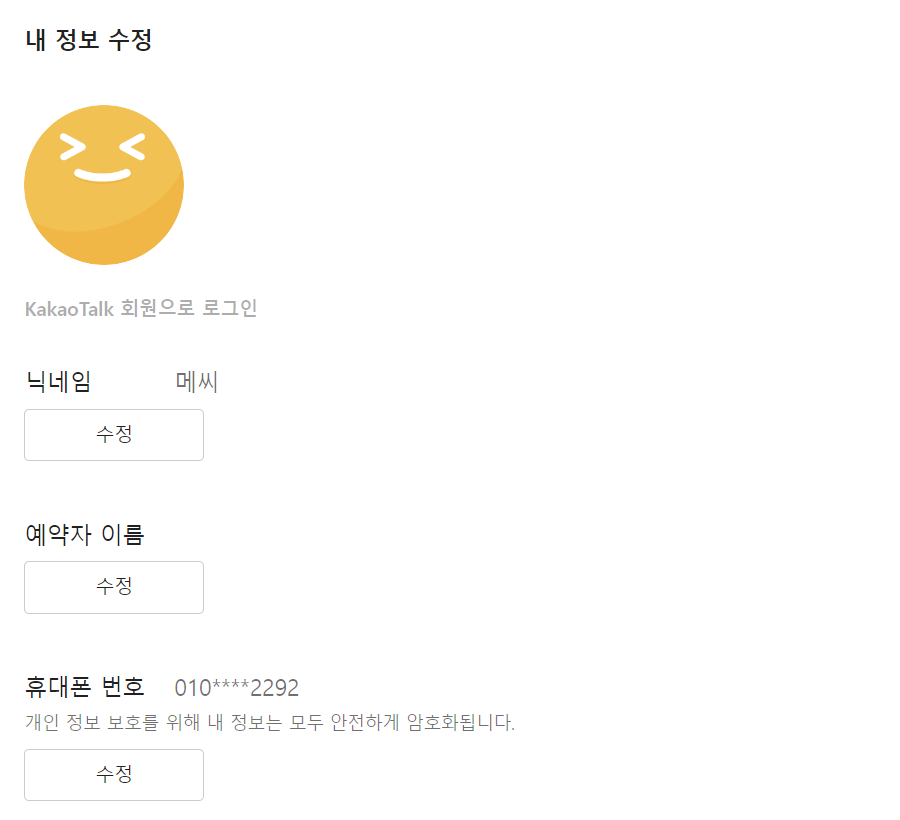 내 정보 수정
KakaoTalk 회원으로 로그인
닉네임 메씨
수정
예약자 이름
수정
휴대폰 번호 010****2292
개인 정보 보호를 위해 내 정보는 모두 안전하게 암호화됩니다.
수정